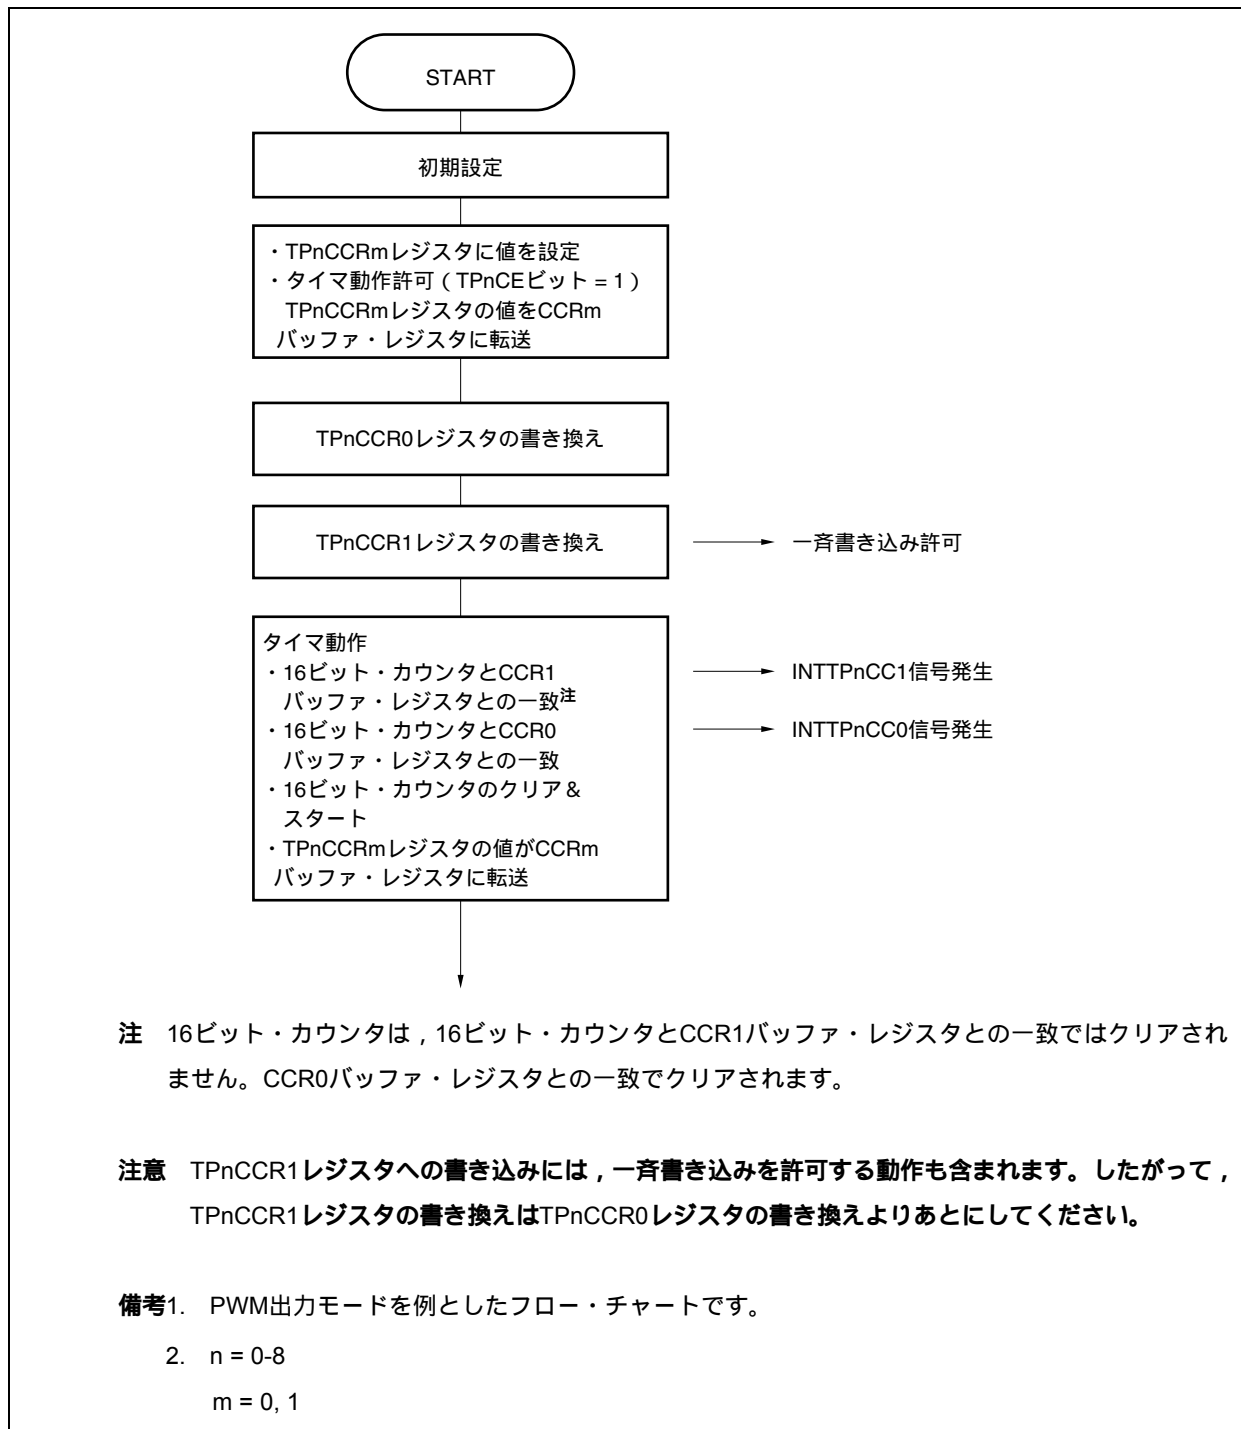 START
初期設定
・TPnCCRmレジスタに値を設定
・タイマ動作許可（TPnCEビット＝1）
TPnCCRmレジスタの値をCCRm
バッファ・レジスタに転送
TPnCCR0レジスタの書き換え
TPnCCR1レジスタの書き換え
一斉書き込み許可
タイマ動作
・16ビット・カウンタとCCR1
バッファ・レジスタとの一致注
INTTPnCC1信号発生
・16ビット・カウンタとCCR0
バッファ・レジスタとの一致
INTTPnCC0信号発生
・16ビット・カウンタのクリア＆
スタート
・TPnCCRmレジスタの値がCCRm
バッファ・レジスタに転送
注 16ビット・カウンタは，16ビット・カウンタとCCR1バッファ・レジスタとの一致ではクリアされ
ません。CCR0バッファ・レジスタとの一致でクリアされます。
注意 TPnCCR1レジスタへの書き込みには，一斉書き込みを許可する動作も含まれます。したがって，
TPnCCR1レジスタの書き換えはTPnCCR0レジスタの書き換えよりあとにしてください。
備考1. PWM出力モードを例としたフロー・チャートです。
2. n = 0-8
m = 0, 1